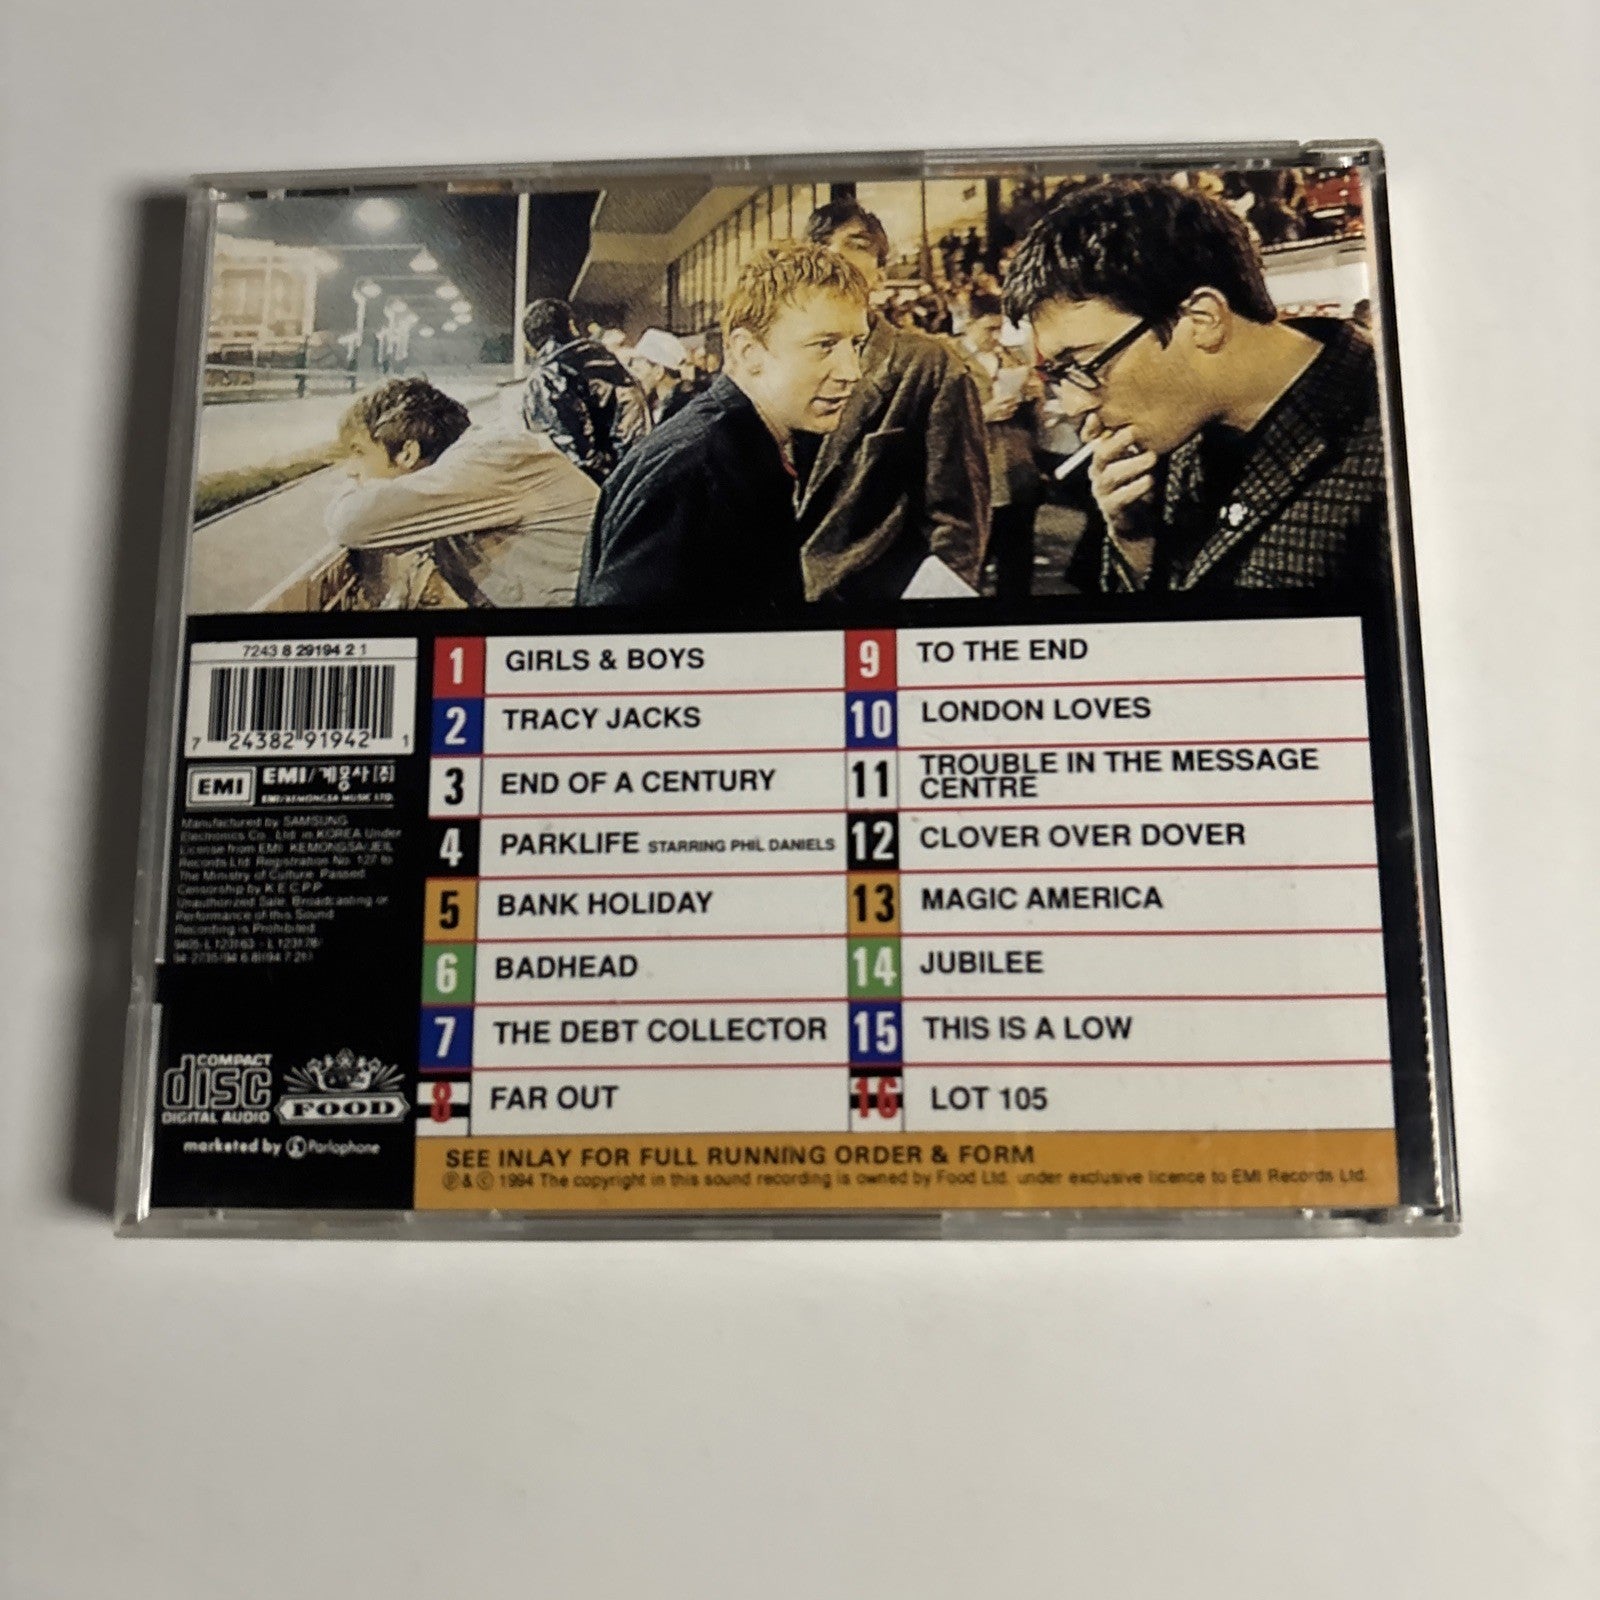 7243 8 29194 2 1
7 24382 91942 1
EMI
EMI/계몽사(주)
EMI/KEMONGSA MUSIC LTD.
Manufactured by SAMSUNG
Electronics Co., Ltd. in KOREA Under
License from EMI. KEMONGSA/JEIL
Records Ltd. Registration No. 127 to
The Ministry of Culture. Passed
Censorship by K.E.C.P.P.
Unauthorized Sale, Broadcasting or
Performance of this Sound
Recording is Prohibited
COMPACT
disc
DIGITAL AUDIO
FOOD
marketed by Parlophone
1 GIRLS & BOYS
2 TRACY JACKS
3 END OF A CENTURY
4 PARKLIFE STARRING PHIL DANIELS
5 BANK HOLIDAY
6 BADHEAD
7 THE DEBT COLLECTOR
8 FAR OUT
9 TO THE END
10 LONDON LOVES
11 TROUBLE IN THE MESSAGE
CENTRE
12 CLOVER OVER DOVER
13 MAGIC AMERICA
14 JUBILEE
15 THIS IS A LOW
16 LOT 105
SEE INLAY FOR FULL RUNNING ORDER & FORM
℗ & © 1994 The copyright in this sound recording is owned by Food Ltd. under exclusive licence to EMI Records Ltd.